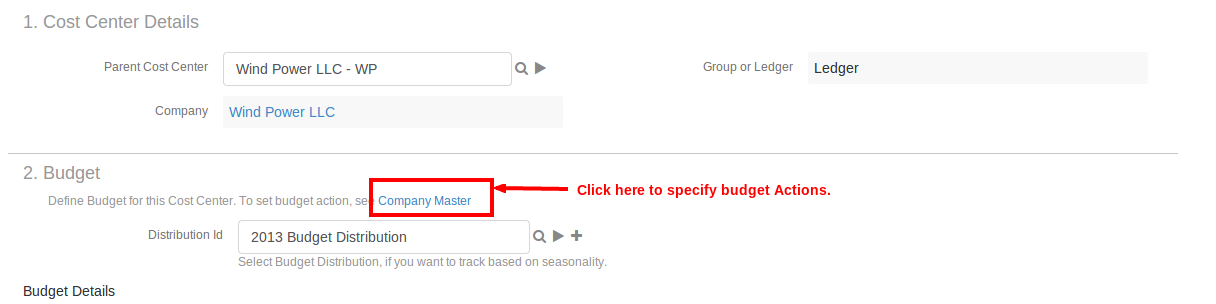 1. Cost Center Details
Parent Cost Center Wind Power LLC - WP Group or Ledger Ledger
Company Wind Power LLC
2. Budget
Click here to specify budget Actions.
Define Budget for this Cost Center. To set budget action, see Company Master
Distribution Id 2013 Budget Distribution
Select Budget Distribution, if you want to track based on seasonality.
Budget Details